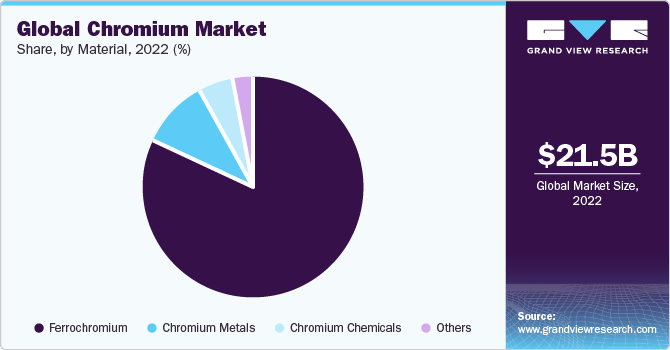 Global Chromium Market
Share, by Material, 2022 (%)
GRAND VIEW RESEARCH
$21.5B
Global Market Size,
2022
Ferrochromium
Chromium Metals
Chromium Chemicals
Others
Source:
www.grandviewresearch.com